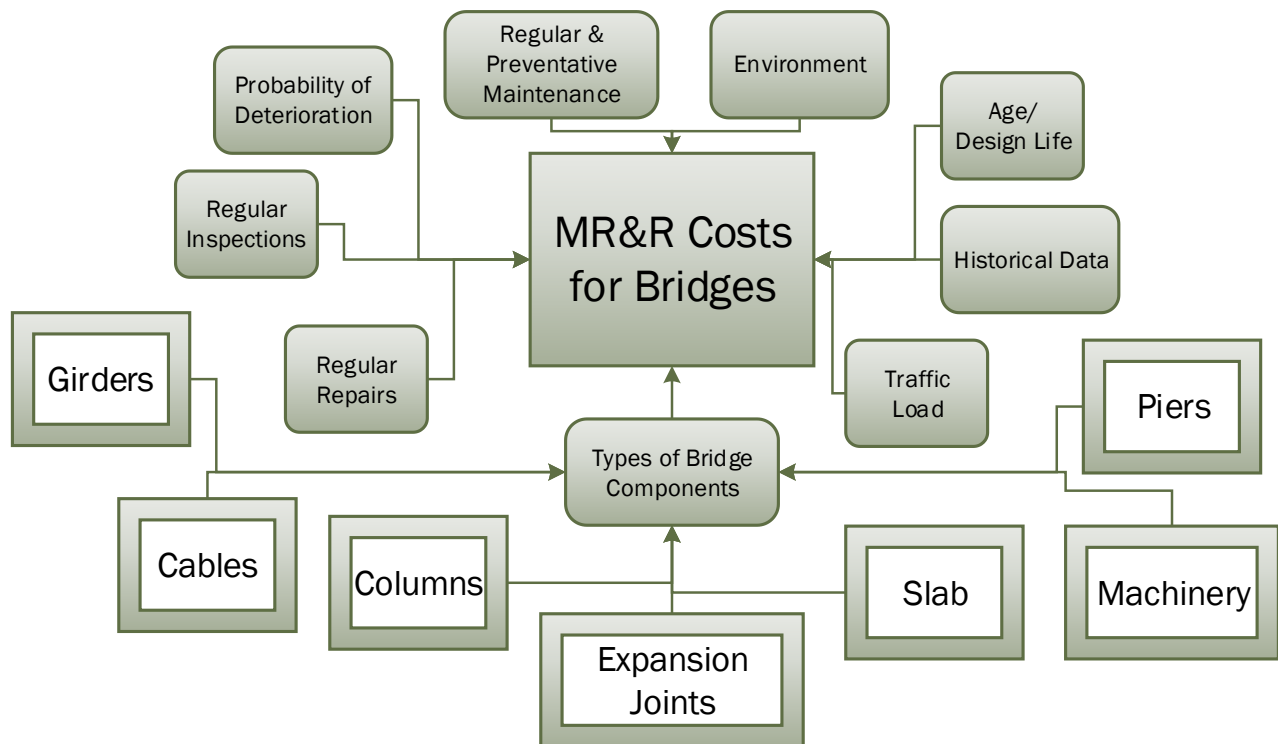 Regular &
Preventative
Maintenance
Environment
Probability of
Deterioration
Age/
Design Life
Regular
Inspections
MR&R Costs
for Bridges
Historical Data
Regular
Repairs
Traffic
Load
Girders
Piers
Types of Bridge
Components
Cables
Columns
Slab
Machinery
Expansion
Joints